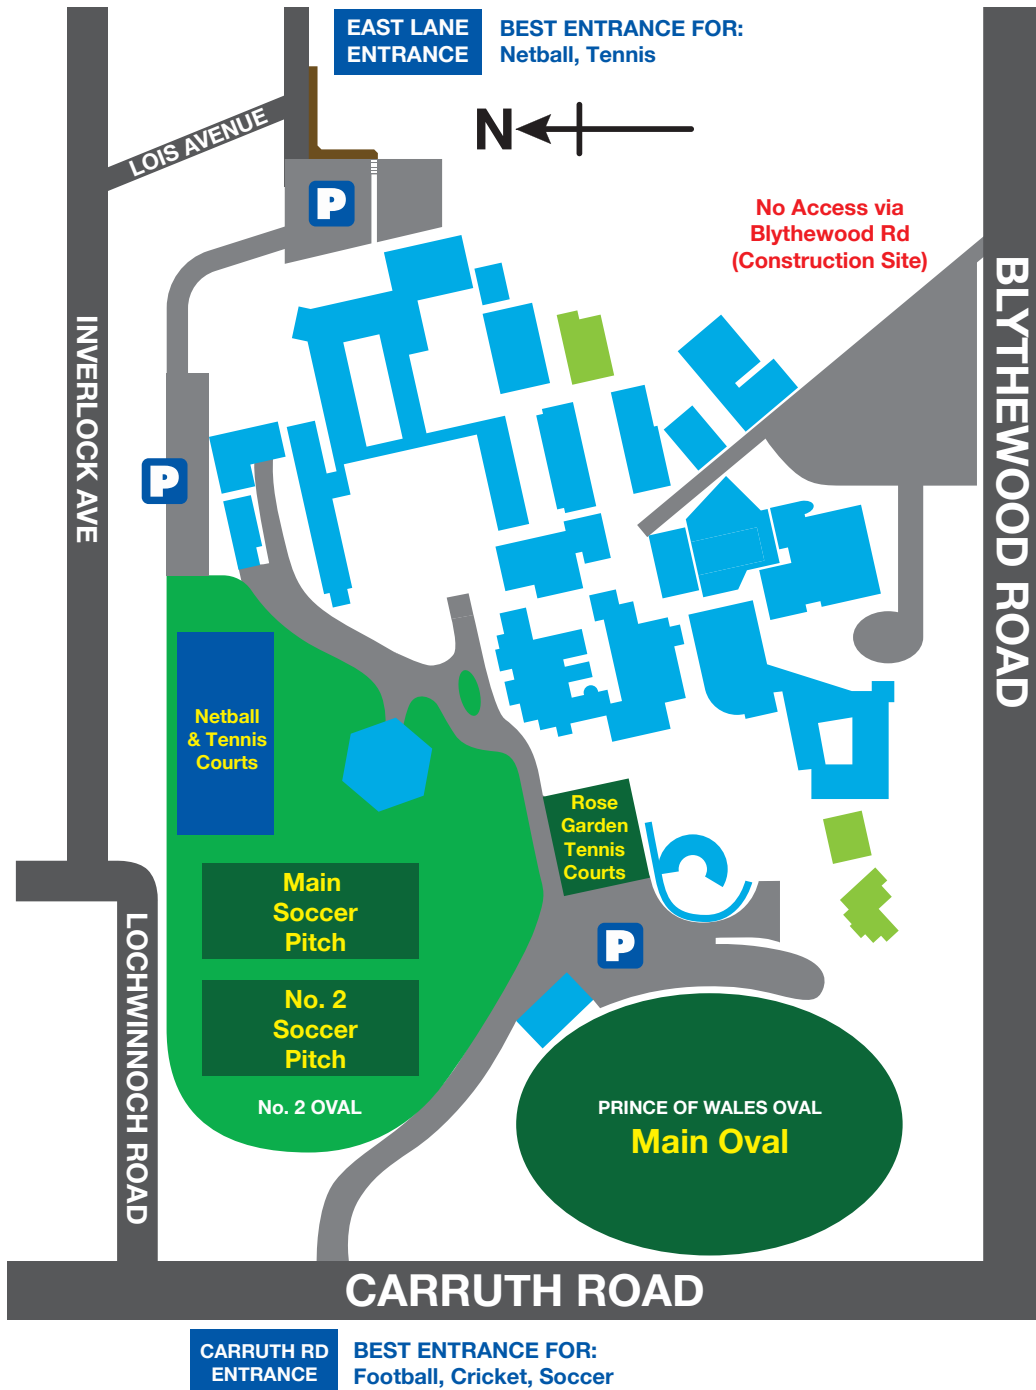 EAST LANE
ENTRANCE
BEST ENTRANCE FOR:
Netball, Tennis
N
LOIS AVENUE
P
No Access via
Blythewood Rd
(Construction Site)
BLYTHEWOOD ROAD
INVERLOCK AVE
P
Netball
& Tennis
Courts
Rose
Garden
Tennis
Courts
Main
Soccer
Pitch
P
No. 2
Soccer
Pitch
No. 2 OVAL
LOCHWINNOCH ROAD
PRINCE OF WALES OVAL
Main Oval
CARRUTH ROAD
CARRUTH RD
ENTRANCE
BEST ENTRANCE FOR:
Football, Cricket, Soccer